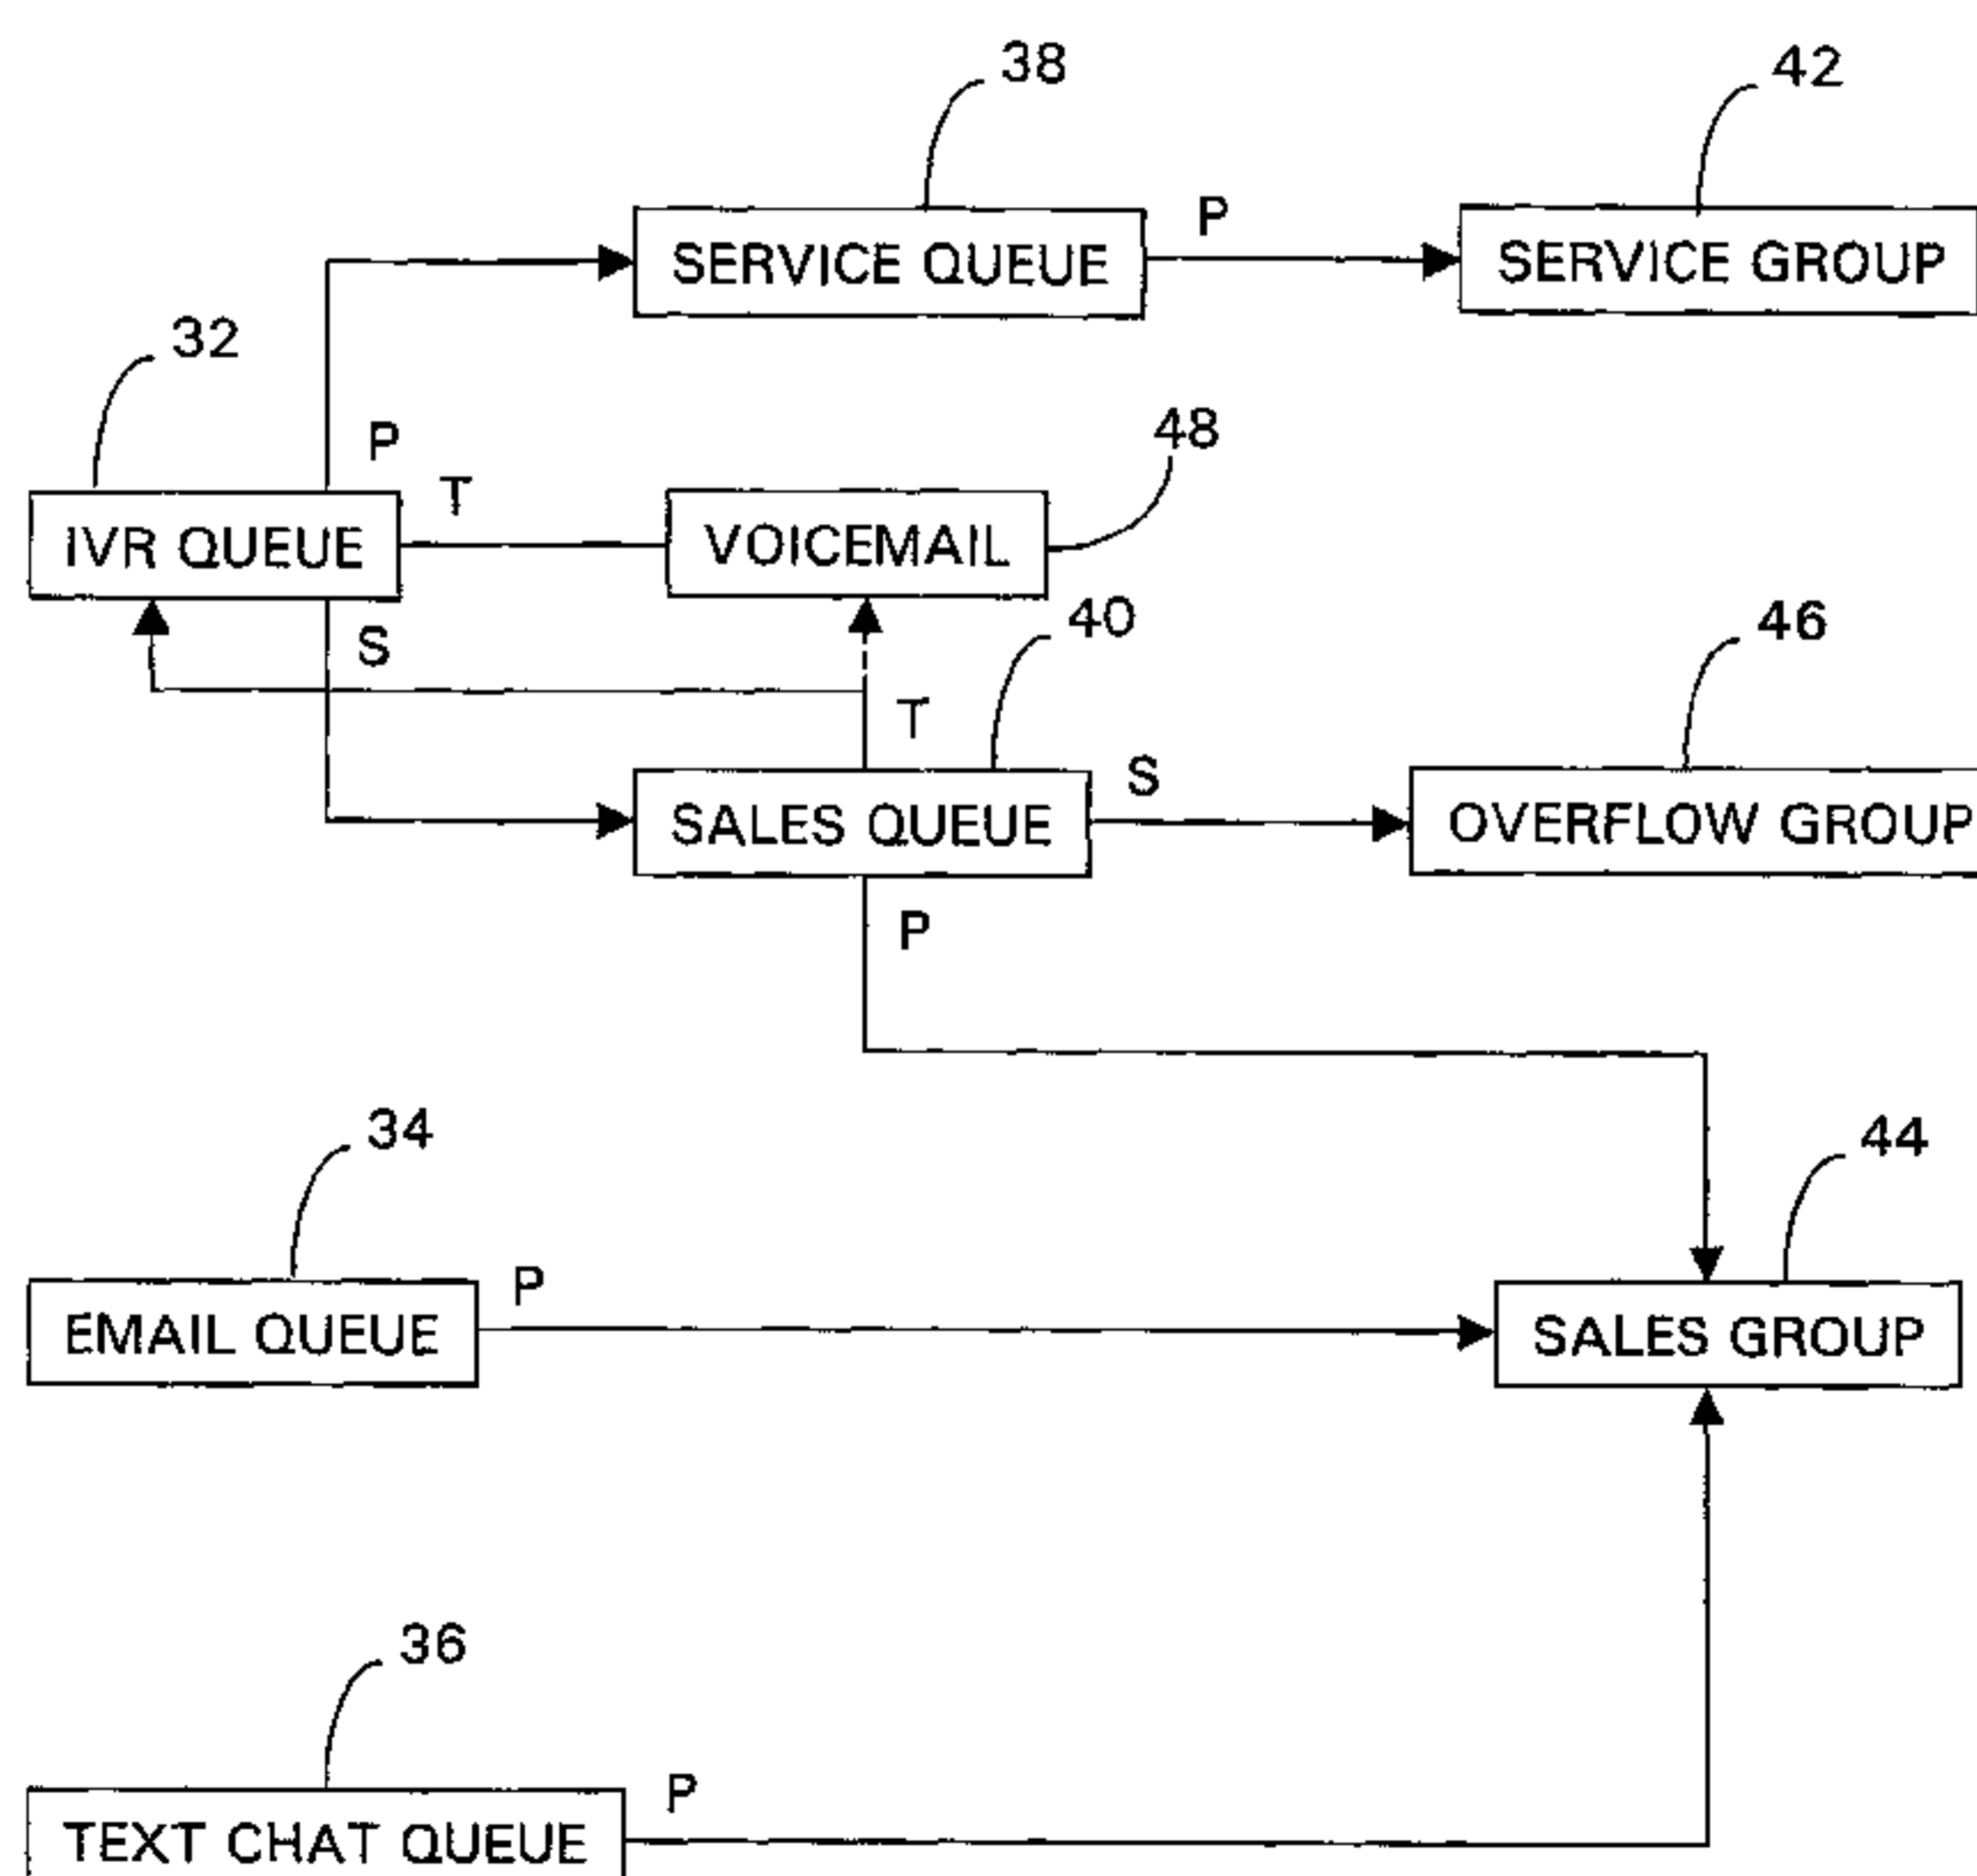 38
42
SERVICE QUEUE
P
SERVICE GROUP
32
P
T
48
IVR QUEUE
VOICEMAIL
S
40
46
T
S
SALES QUEUE
OVERFLOW GROUP
P
34
44
EMAIL QUEUE
P
SALES GROUP
36
TEXT CHAT QUEUE
P